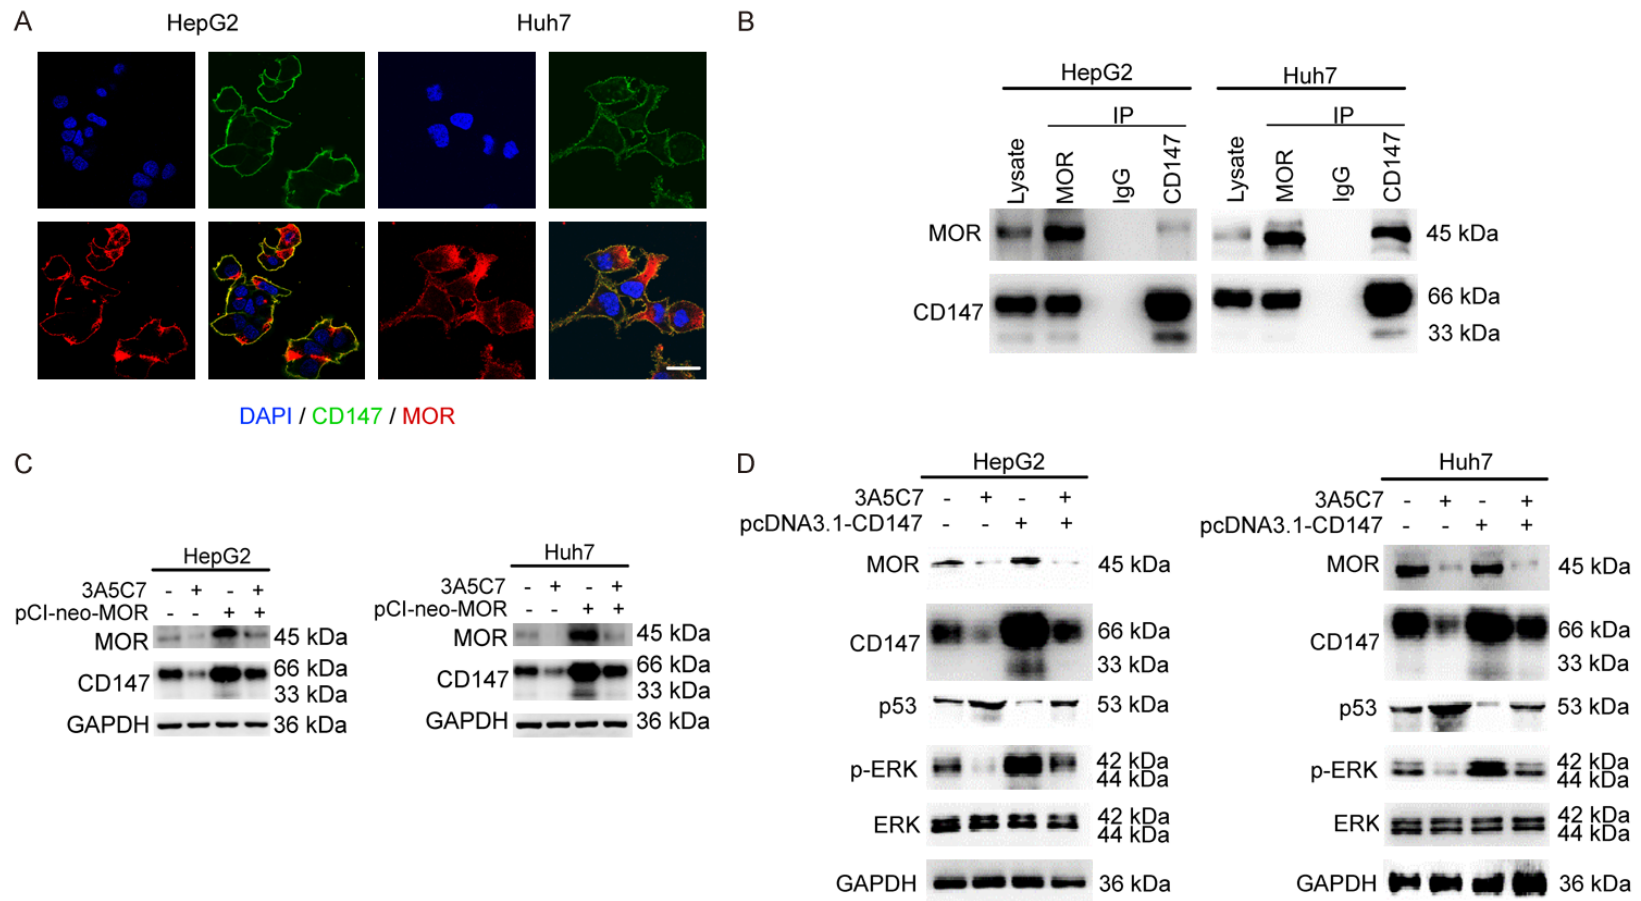 A
HepG2
Huh7
DAPI / CD147 / MOR
B
HepG2
Huh7
IP
IP
Lysate
MOR
IgG
CD147
Lysate
MOR
IgG
CD147
MOR
45 kDa
CD147
66 kDa
33 kDa
C
HepG2
3A5C7 - + - +
pCI-neo-MOR - - + +
MOR
45 kDa
CD147
66 kDa
33 kDa
GAPDH
36 kDa
Huh7
3A5C7 - + - +
pCI-neo-MOR - - + +
MOR
45 kDa
CD147
66 kDa
33 kDa
GAPDH
36 kDa
D
HepG2
3A5C7 - + - +
pcDNA3.1-CD147 - - + +
MOR
45 kDa
CD147
66 kDa
33 kDa
p53
53 kDa
p-ERK
42 kDa
44 kDa
ERK
42 kDa
44 kDa
GAPDH
36 kDa
Huh7
3A5C7 - + - +
pcDNA3.1-CD147 - - + +
MOR
45 kDa
CD147
66 kDa
33 kDa
p53
53 kDa
p-ERK
42 kDa
44 kDa
ERK
42 kDa
44 kDa
GAPDH
36 kDa